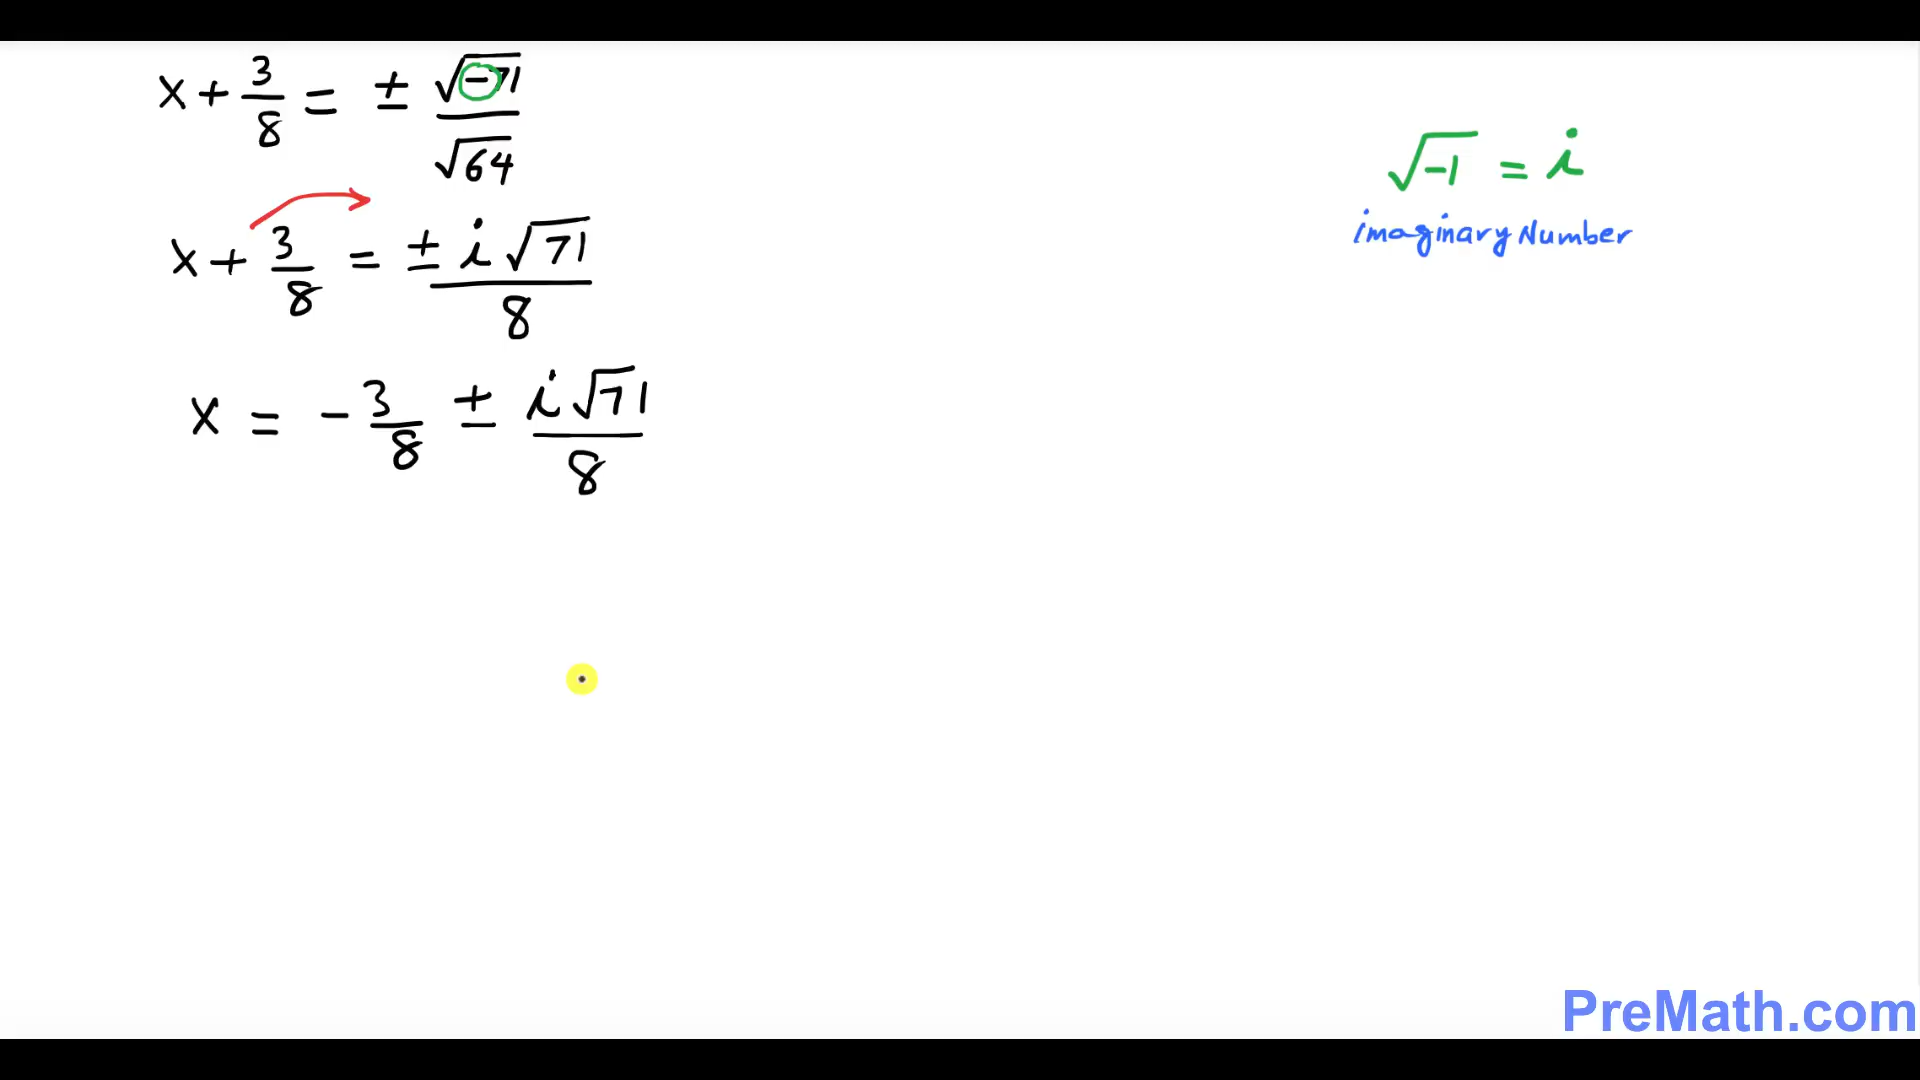 x + 3/8 = ± √-71/√64
√-1 = i
imaginary Number
x + 3/8 = ± i√71/8
x = -3/8 ± i√71/8
PreMath.com